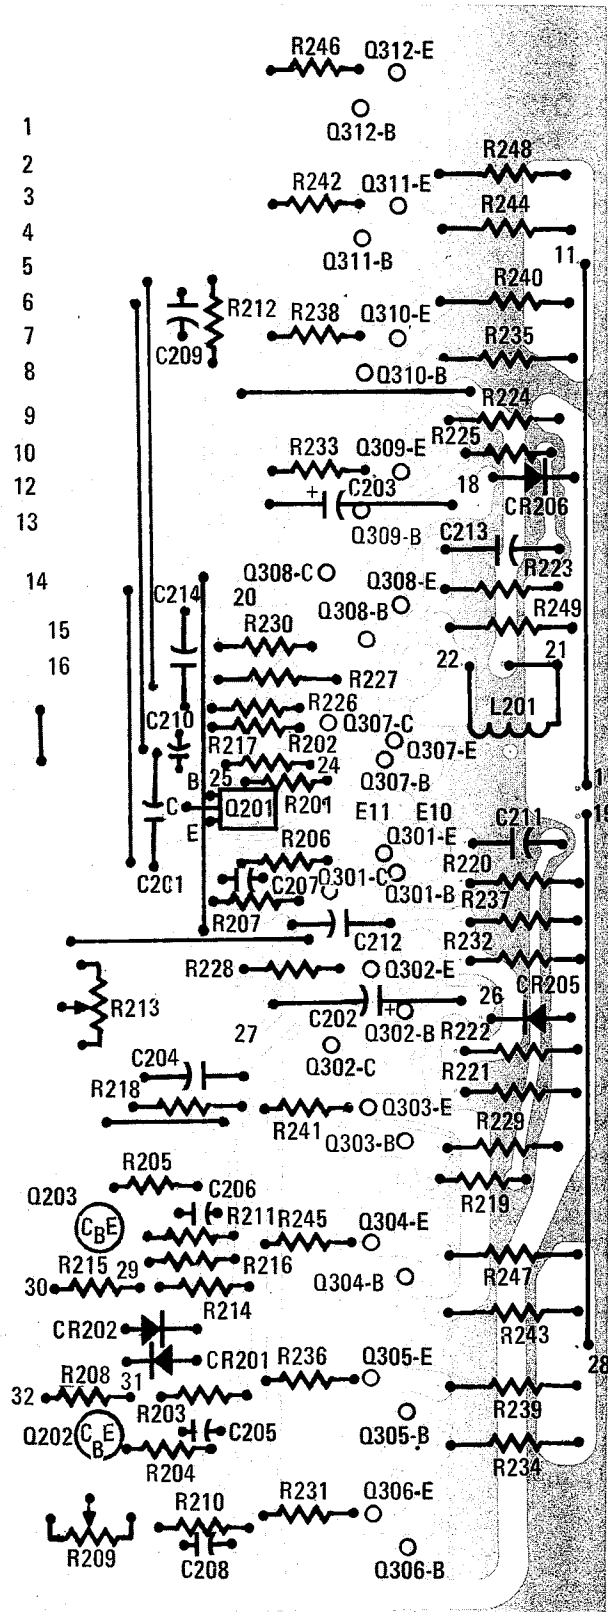 R246 Q312-E
Q312-B
1
2 R248
3 R242 Q311-E
4 R244
Q311-B 11
5
6 R212 R238 Q310-E R240
7 C209 R235
8 Q310-B
R224
9 R225
10 R233 Q309-E
12 + C203 18
CR206
13 Q309-B C213
Q308-C R223
14 C214 20 Q308-E
Q308-B R249
15 R230
16 R227 22 21
R226 L201
C210 Q307-C
R217 R202 Q307-E
24
B 25 Q307-B
C Q201 R201 E11 E10 C211 19
E Q301-E
R206 R220
C201 C207 Q301-C Q301-B R237
R207
C212 R232
R228 Q302-E
CR205
R213 26
C202 + Q302-B
27 R222
C204 Q302-C
R218 R221
R241 Q303-E
Q303-B R229
R205
Q203 C206 R219
CBE R211 R245 Q304-E
R215 29 R216
30 R214 Q304-B R247
CR202 R243
CR201 R236 Q305-E 28
R208 31
32 R203 R239
Q202 CBE C205 Q305-B
R204 R234
R210 R231 Q306-E
R209 C208 Q306-B